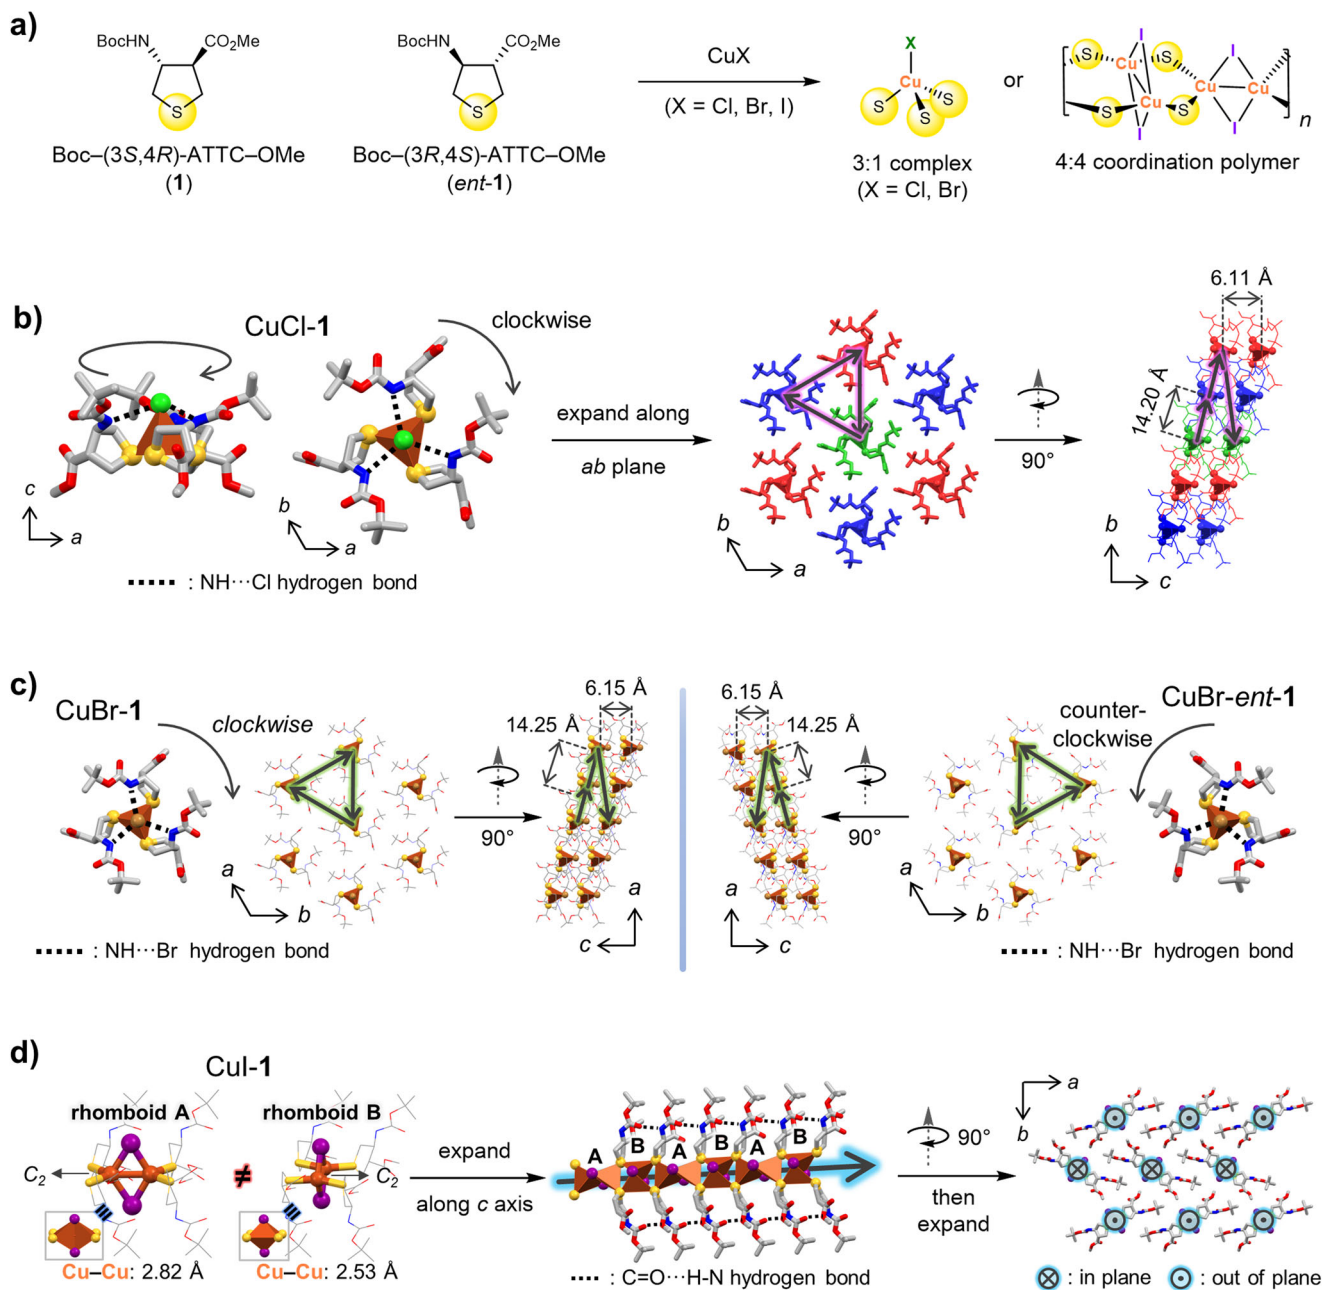 a)
BocHN
CO₂Me
S
Boc–(3S,4R)-ATTC–OMe
(1)
BocHN
CO₂Me
S
Boc–(3R,4S)-ATTC–OMe
(ent-1)
CuX
(X = Cl, Br, I)
X
Cu
S
S
S
3:1 complex
(X = Cl, Br)
or
I
S
Cu
S
I
Cu
Cu
S
Cu
S
I
I
n
4:4 coordination polymer
b)
CuCl-1
clockwise
c
a
b
a
: NH···Cl hydrogen bond
expand along
ab plane
b
a
90°
6.11 Å
14.20 Å
b
c
c)
CuBr-1
clockwise
a
b
: NH···Br hydrogen bond
90°
6.15 Å
14.25 Å
a
c
6.15 Å
14.25 Å
a
c
90°
counter-
clockwise
CuBr-ent-1
a
b
: NH···Br hydrogen bond
d)
CuI-1
rhomboid A
C₂
Cu–Cu: 2.82 Å
≠
rhomboid B
C₂
Cu–Cu: 2.53 Å
expand
along c axis
A
B
A
B
A
B
: C=O···H-N hydrogen bond
90°
then
expand
a
b
: in plane
: out of plane